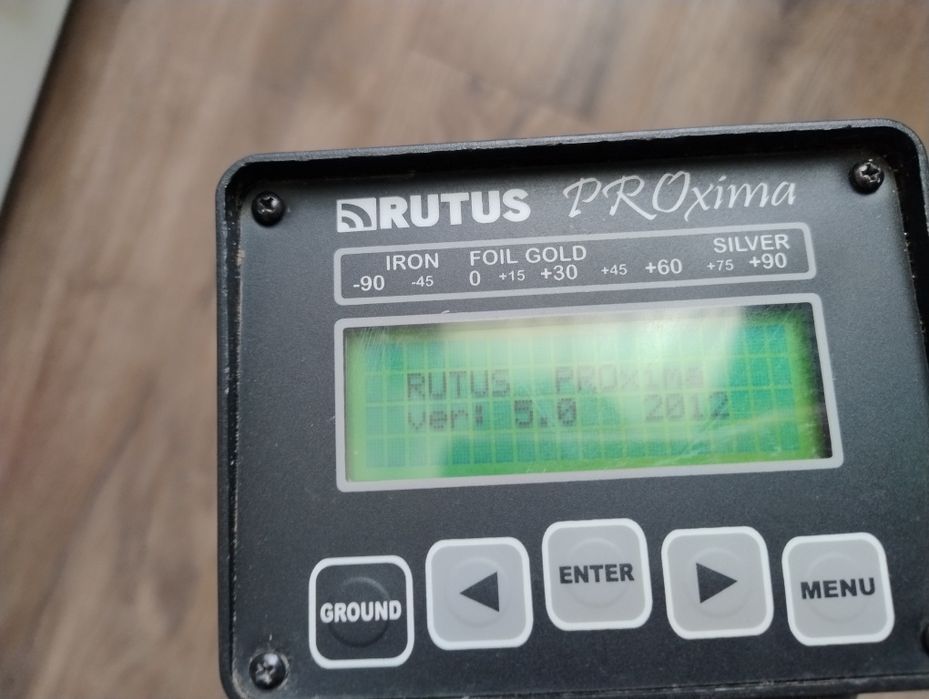 RUTUS PROxima
IRON FOIL GOLD SILVER
-90 -45 0 +15 +30 +45 +60 +75 +90
RUTUS PROxima
ver: 5.0 2012
GROUND ENTER MENU